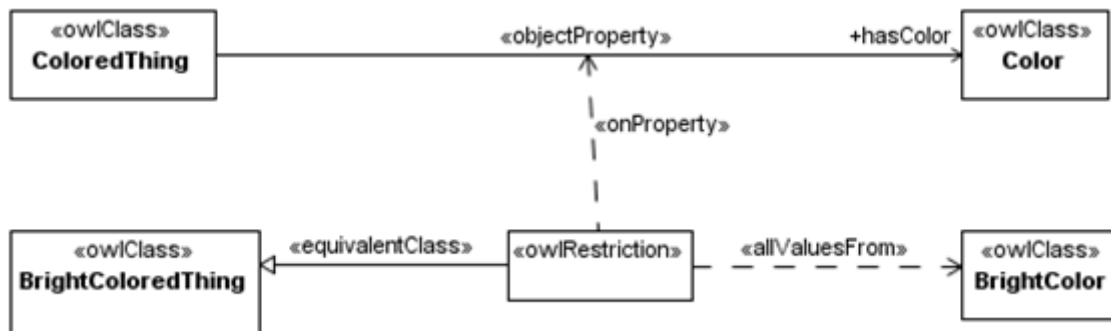 «owlClass»
ColoredThing
«objectProperty»
+hasColor
«owlClass»
Color
«onProperty»
«owlClass»
BrightColoredThing
«equivalentClass»
«owlRestriction»
«allValuesFrom»
«owlClass»
BrightColor